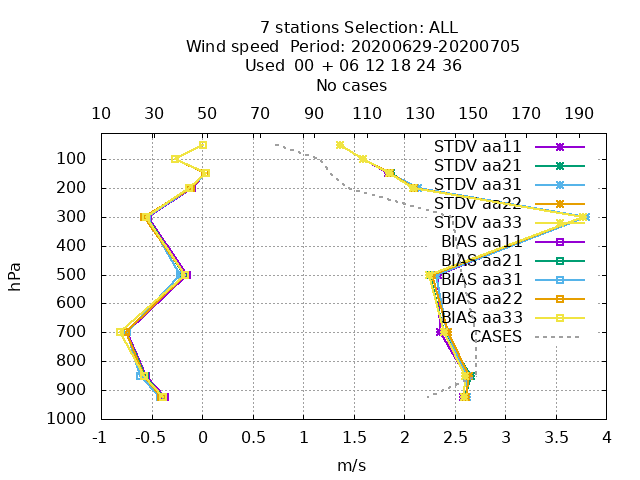 7 stations Selection: ALL
Wind speed  Period: 20200629-20200705
Used  00 + 06 12 18 24 36
No cases
10 30 50 70 90 110 130 150 170 190
STDV aa11
STDV aa21
STDV aa31
STDV aa22
STDV aa33
BIAS aa11
BIAS aa21
BIAS aa31
BIAS aa22
BIAS aa33
CASES
100
200
300
400
500
600
700
800
900
1000
hPa
-1 -0.5 0 0.5 1 1.5 2 2.5 3 3.5 4
m/s